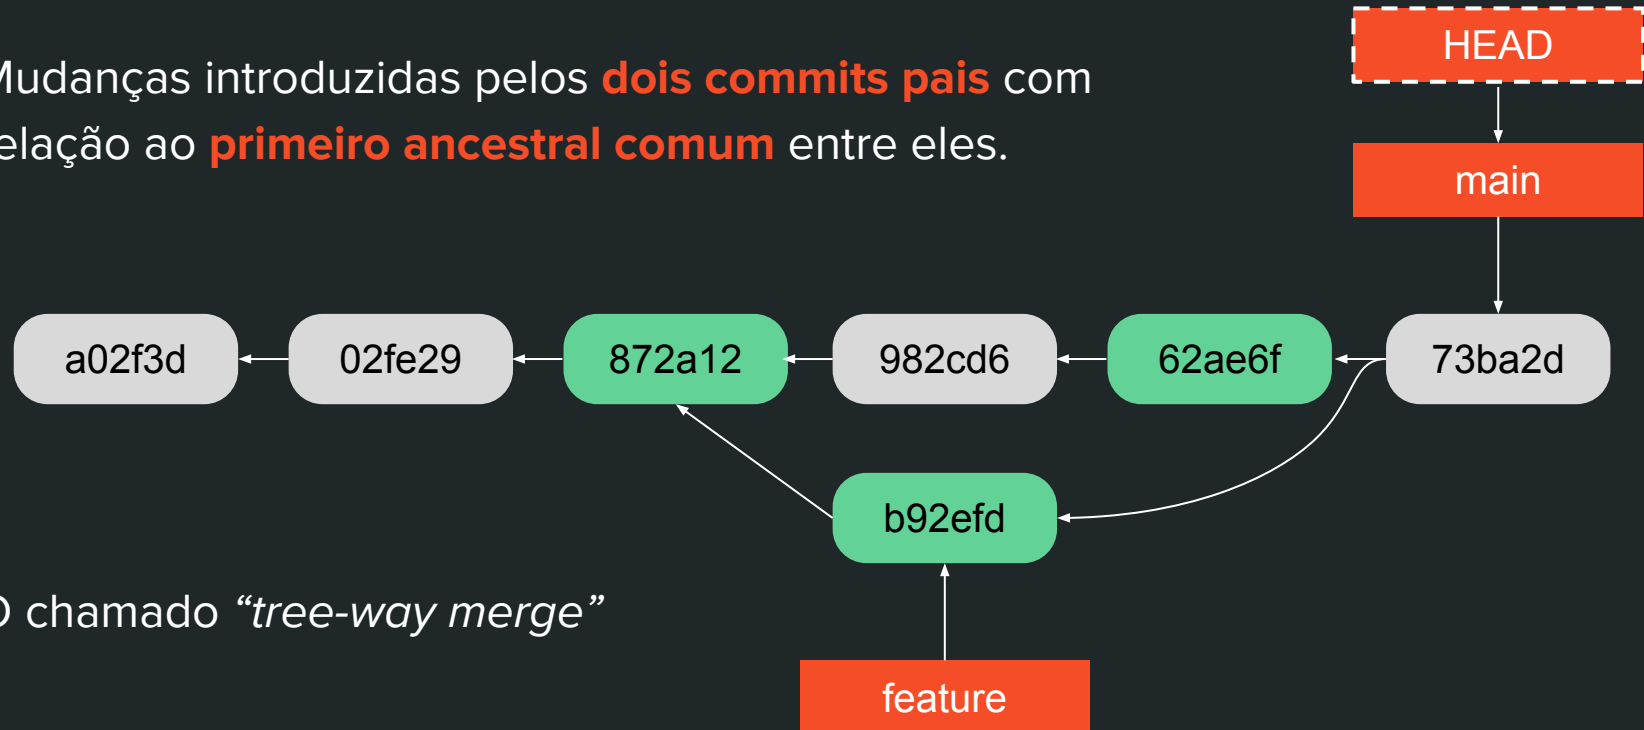 HEAD
Mudanças introduzidas pelos dois commits pais com
elação ao primeiro ancestral comum entre eles.
main
a02f3d 02fe29 872a12 982cd6 62ae6f 73ba2d
b92efd
O chamado “tree-way merge”
feature